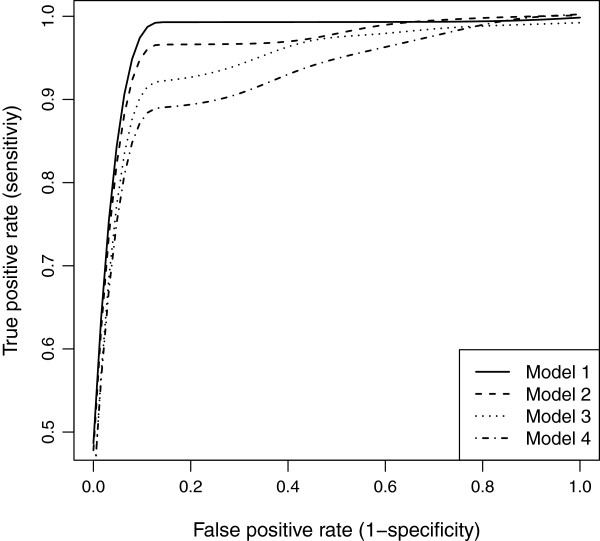 1.0
0.9
0.8
0.7
0.6
0.5
True positive rate (sensitiviy)
0.0 0.2 0.4 0.6 0.8 1.0
False positive rate (1−specificity)
Model 1
Model 2
Model 3
Model 4